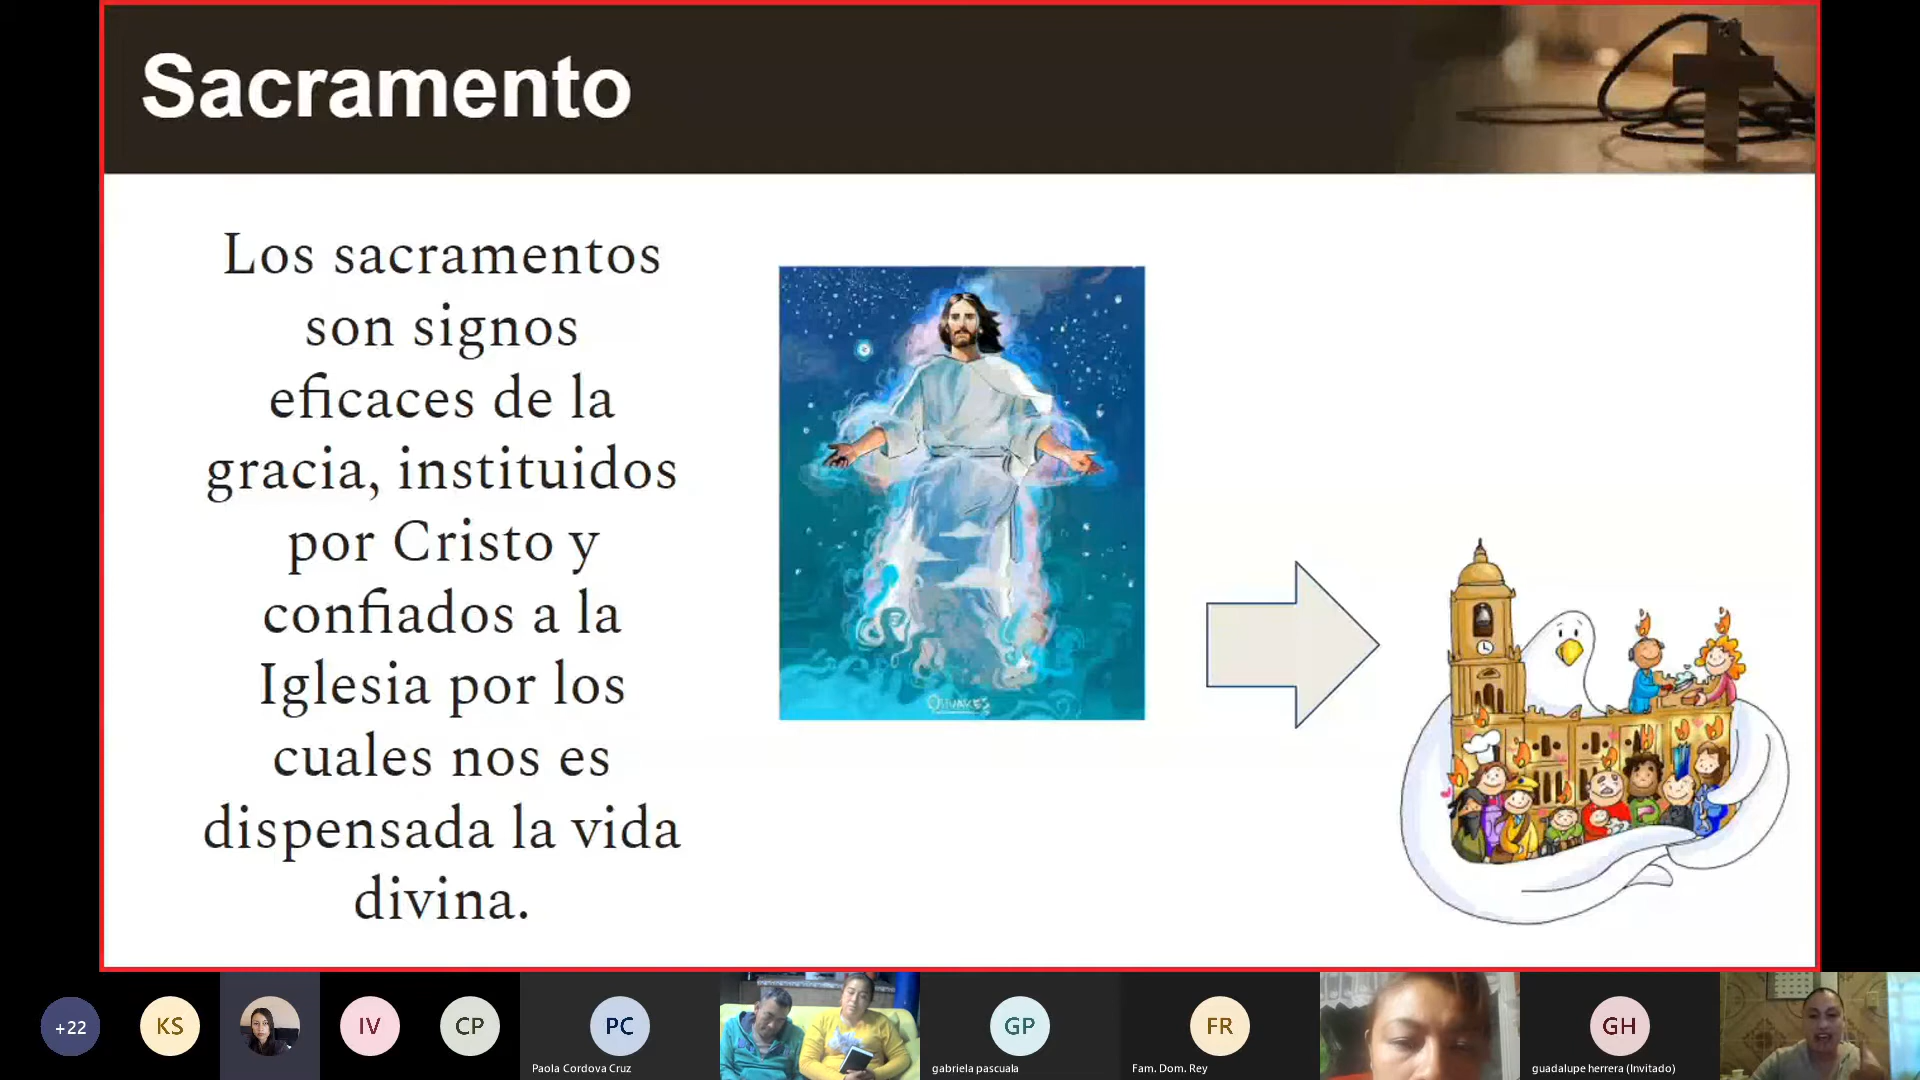 Sacramento
Los sacramentos
son signos
eficaces de la
gracia, instituidos
por Cristo y
confiados a la
Iglesia por los
cuales nos es
dispensada la vida
divina.
+22
KS
IV
CP
PC
Paola Cordova Cruz
GP
gabriela pascuala
FR
Fam. Dom. Rey
GH
guadalupe herrera (Invitado)